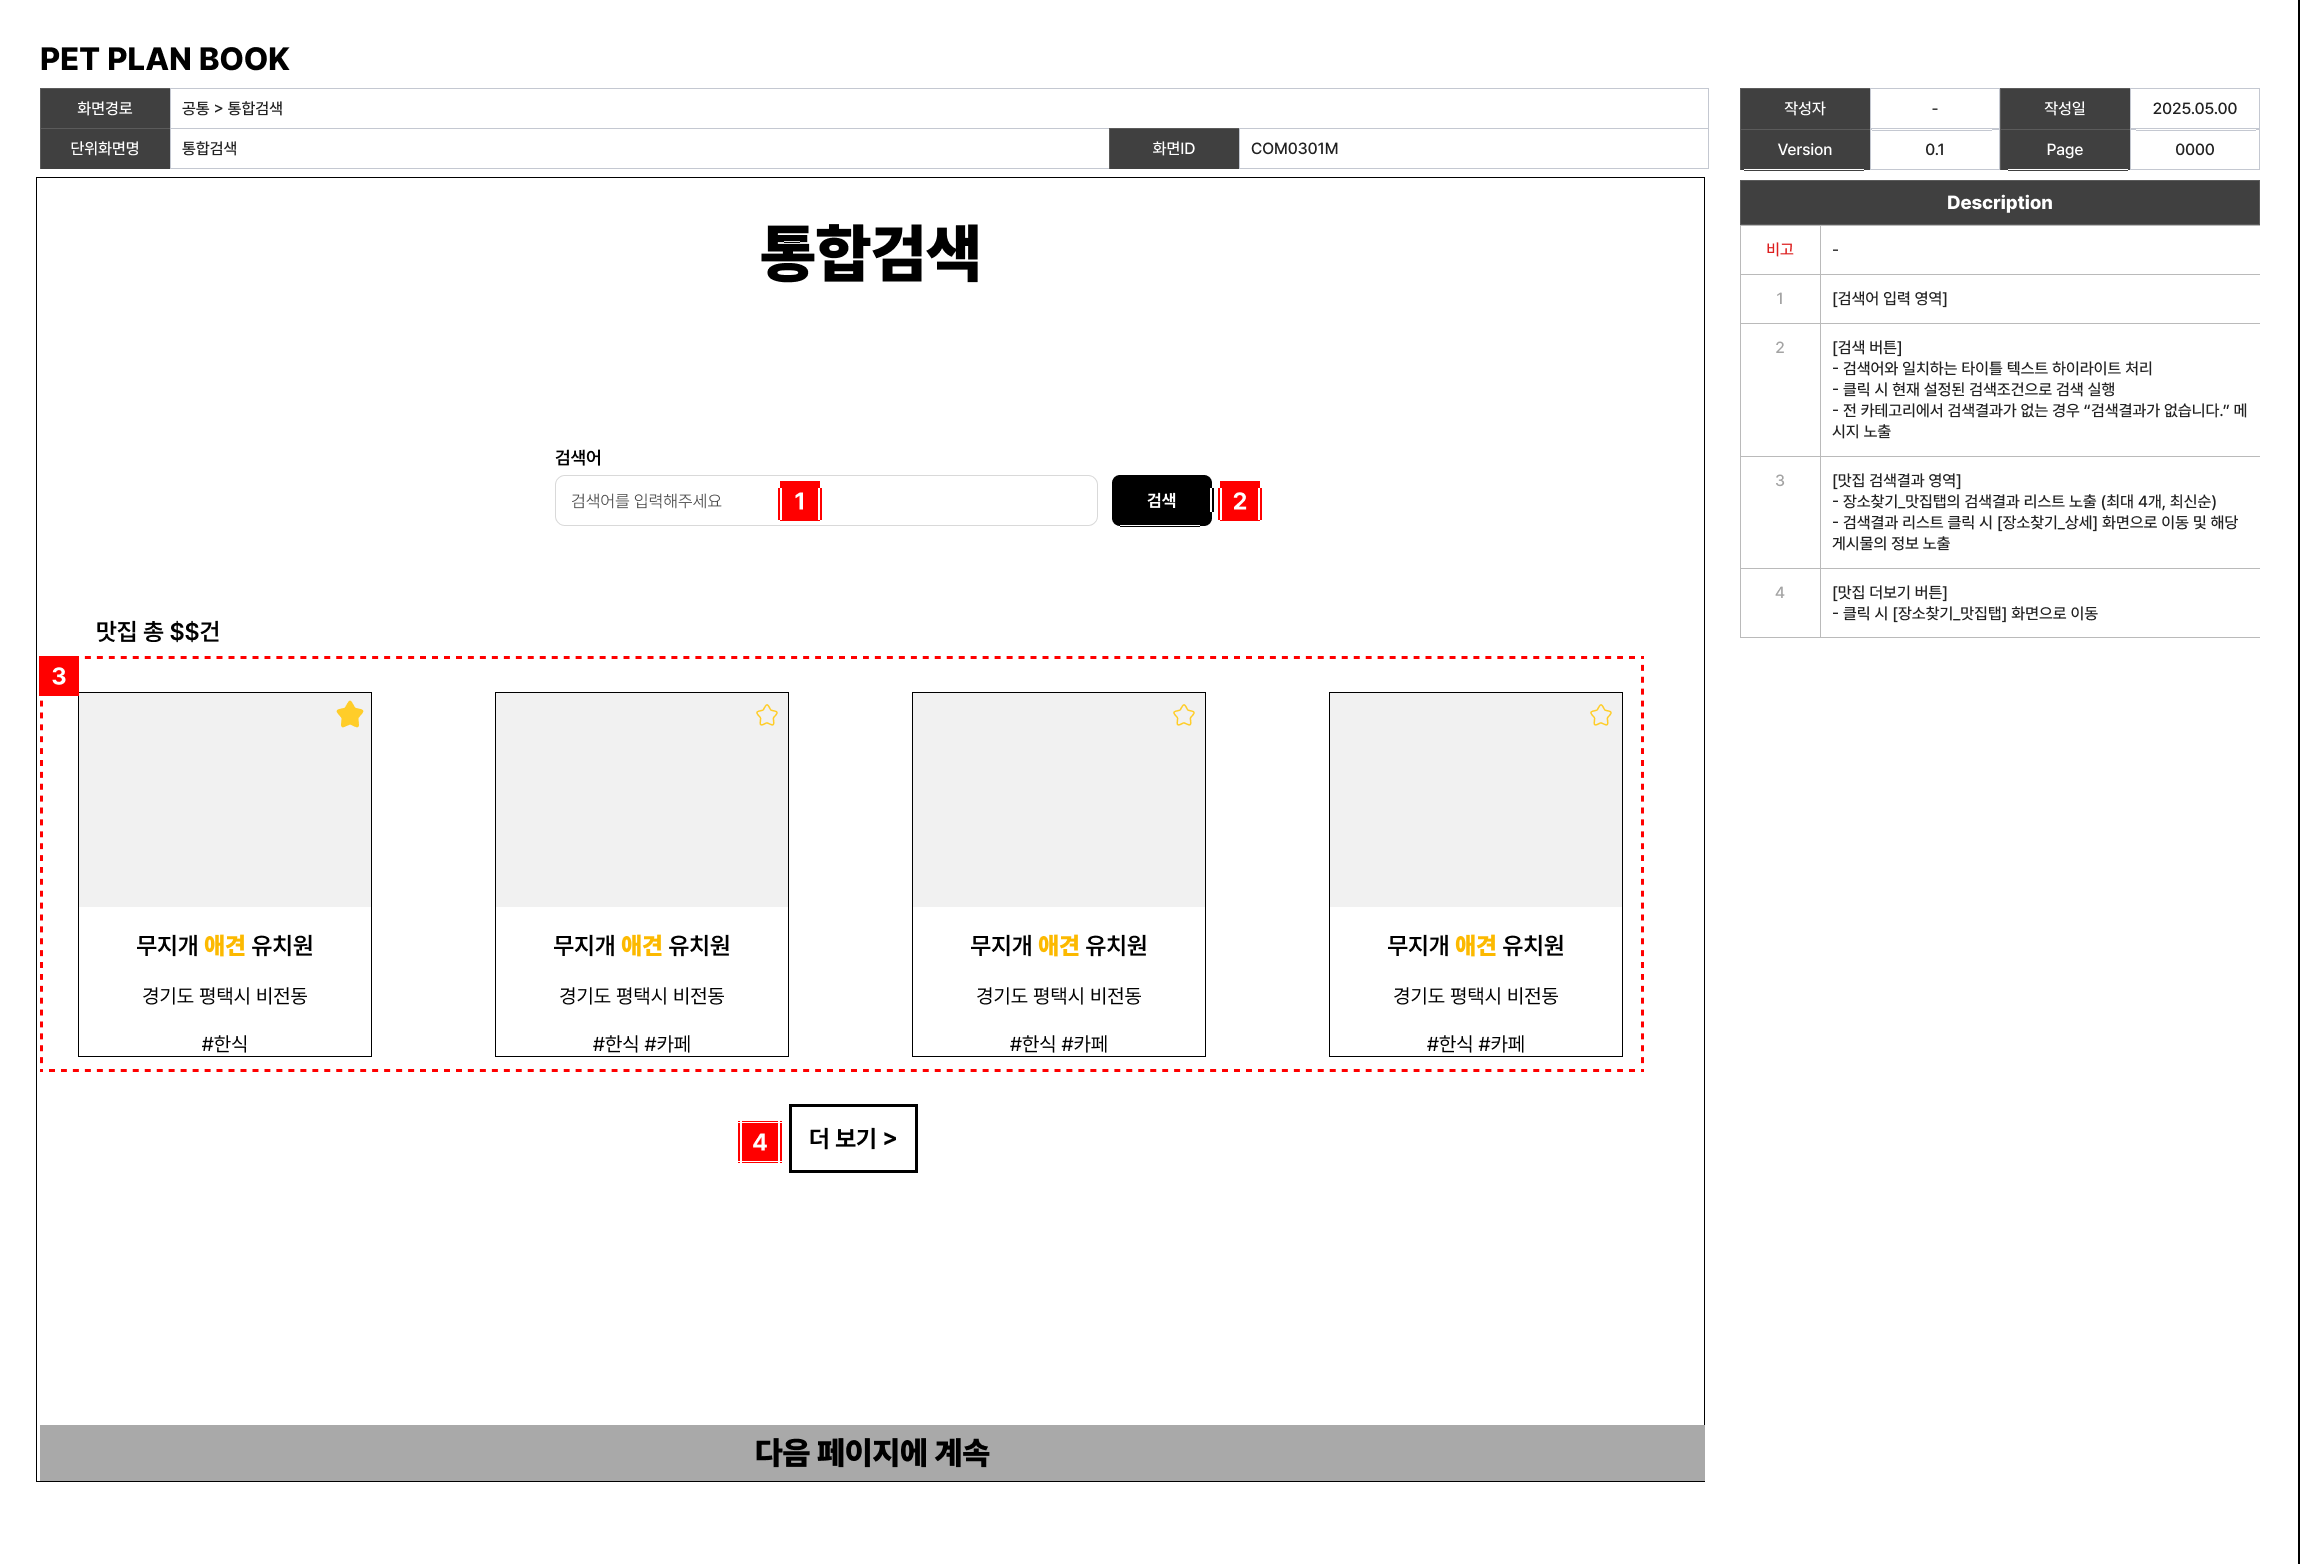 PET PLAN BOOK
화면경로 공통 > 통합검색
단위화면명 통합검색 화면ID COM0301M
작성자 - 작성일 2025.05.00
Version 0.1 Page 0000
통합검색
검색어
검색어를 입력해주세요 1 검색 2
맛집 총 $$건
3
무지개 애견 유치원 무지개 애견 유치원 무지개 애견 유치원 무지개 애견 유치원
경기도 평택시 비전동 경기도 평택시 비전동 경기도 평택시 비전동 경기도 평택시 비전동
#한식 #한식 #카페 #한식 #카페 #한식 #카페
4 더 보기 >
다음 페이지에 계속
Description
비고 -
1 [검색어 입력 영역]
2 [검색 버튼]
- 검색어와 일치하는 타이틀 텍스트 하이라이트 처리
- 클릭 시 현재 설정된 검색조건으로 검색 실행
- 전 카테고리에서 검색결과가 없는 경우 “검색결과가 없습니다.” 메
시지 노출
3 [맛집 검색결과 영역]
- 장소찾기_맛집탭의 검색결과 리스트 노출 (최대 4개, 최신순)
- 검색결과 리스트 클릭 시 [장소찾기_상세] 화면으로 이동 및 해당
게시물의 정보 노출
4 [맛집 더보기 버튼]
- 클릭 시 [장소찾기_맛집탭] 화면으로 이동